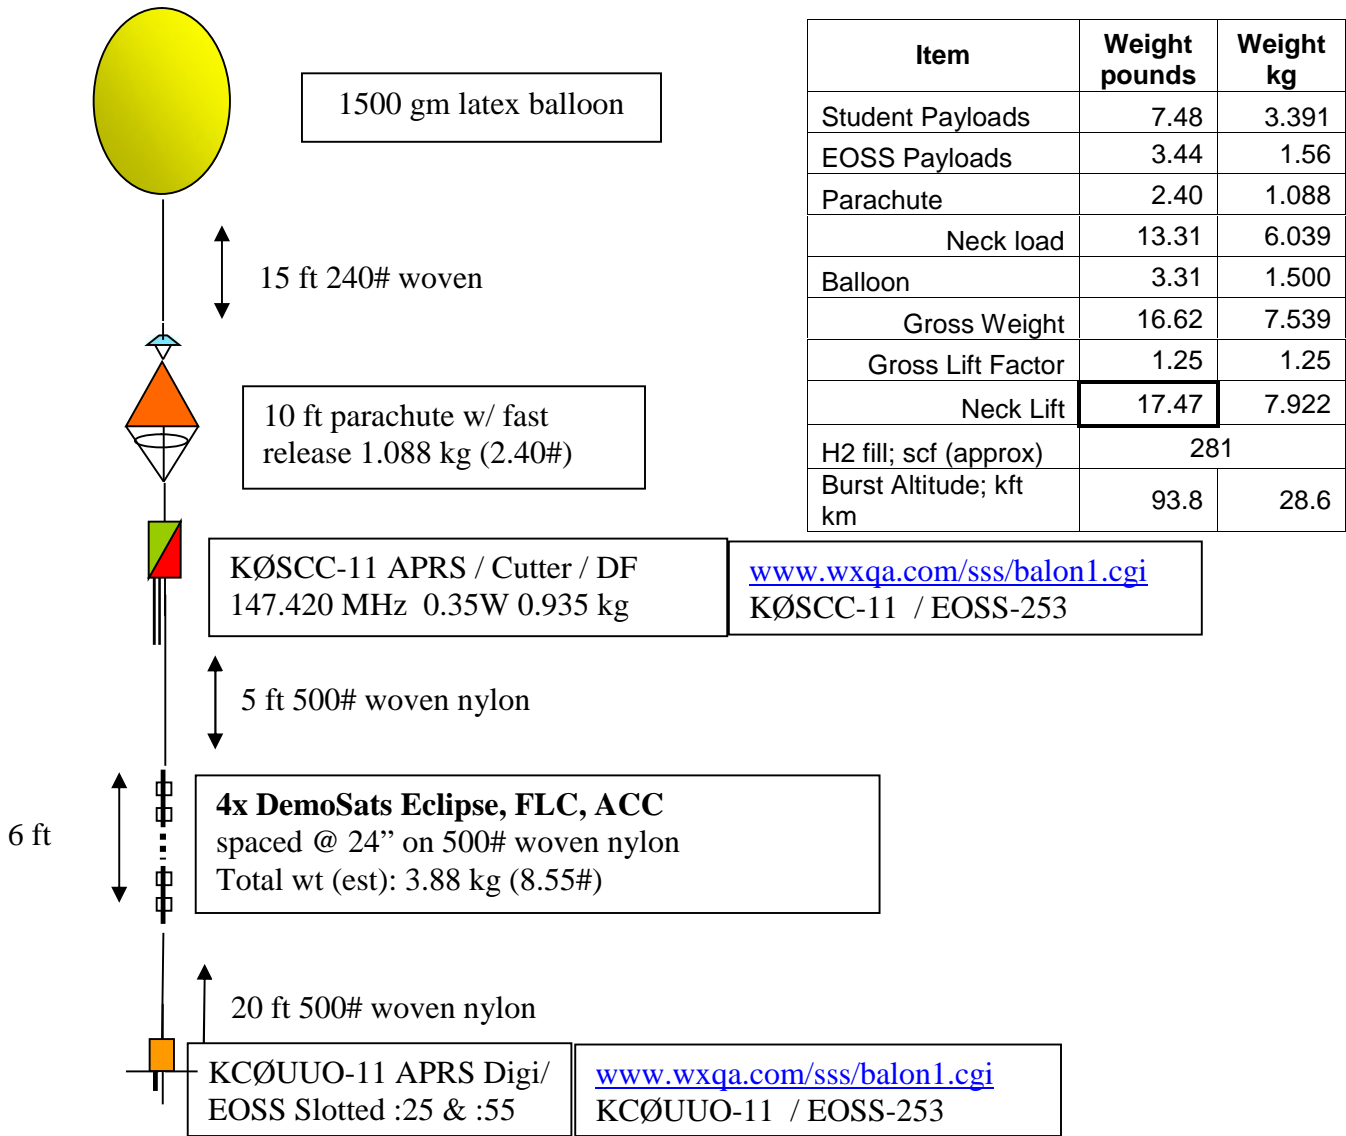 1500 gm latex balloon
15 ft 240# woven
10 ft parachute w/ fast
release 1.088 kg (2.40#)
KØSCC-11 APRS / Cutter / DF
147.420 MHz  0.35W 0.935 kg
www.wxqa.com/sss/balon1.cgi
KØSCC-11  / EOSS-253
5 ft 500# woven nylon
6 ft
4x DemoSats Eclipse, FLC, ACC
spaced @ 24” on 500# woven nylon
Total wt (est): 3.88 kg (8.55#)
20 ft 500# woven nylon
KCØUUO-11 APRS Digi/
EOSS Slotted :25 & :55
www.wxqa.com/sss/balon1.cgi
KCØUUO-11  / EOSS-253
Item Weight pounds Weight kg
Student Payloads 7.48 3.391
EOSS Payloads 3.44 1.56
Parachute 2.40 1.088
Neck load 13.31 6.039
Balloon 3.31 1.500
Gross Weight 16.62 7.539
Gross Lift Factor 1.25 1.25
Neck Lift 17.47 7.922
H2 fill; scf (approx) 281
Burst Altitude; kft
km 93.8 28.6